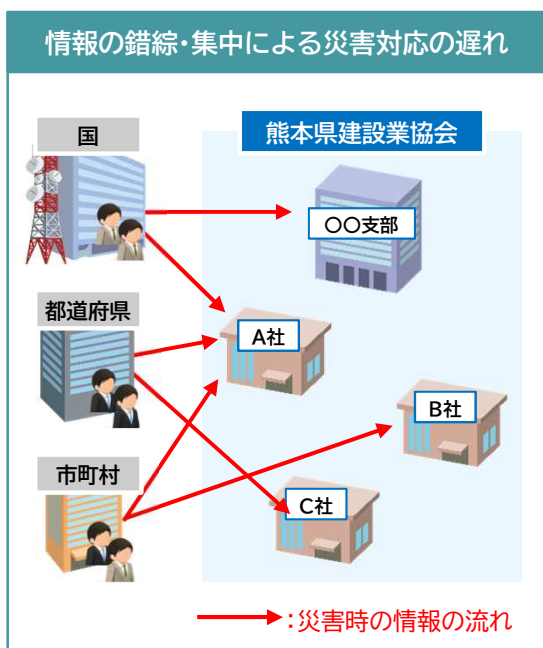 情報の錯綜・集中による災害対応の遅れ
国
熊本県建設業協会
〇〇支部
都道府県
A社
B社
市町村
C社
：災害時の情報の流れ